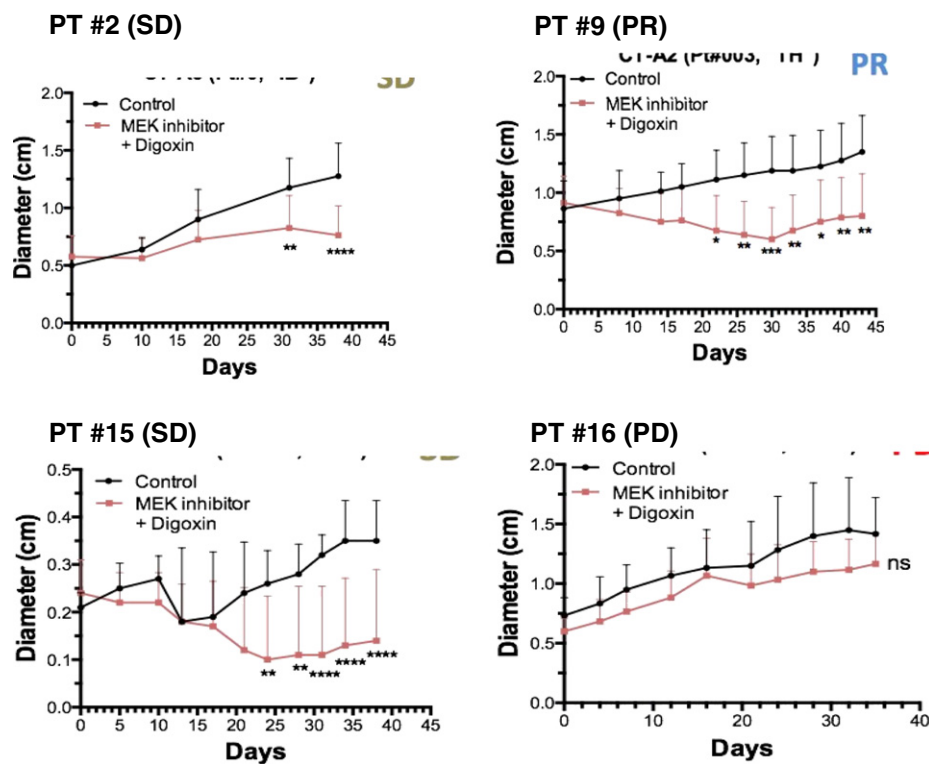 PT #2 (SD)
2.0
1.5
1.0
0.5
0.0
Diameter (cm)
Control
MEK inhibitor
+ Digoxin
** ****
0 5 10 15 20 25 30 35 40 45
Days
PT #9 (PR)
CT-A2 (Pt#003, "TH")
PR
2.0
1.5
1.0
0.5
0.0
Diameter (cm)
Control
MEK inhibitor
+ Digoxin
* ** *** ** * ** **
0 5 10 15 20 25 30 35 40 45
Days
PT #15 (SD)
0.5
0.4
0.3
0.2
0.1
0.0
Diameter (cm)
Control
MEK inhibitor
+ Digoxin
** ** **** **** ****
0 5 10 15 20 25 30 35 40 45
Days
PT #16 (PD)
2.0
1.5
1.0
0.5
0.0
Diameter (cm)
Control
MEK inhibitor
+ Digoxin
ns
0 10 20 30 40
Days